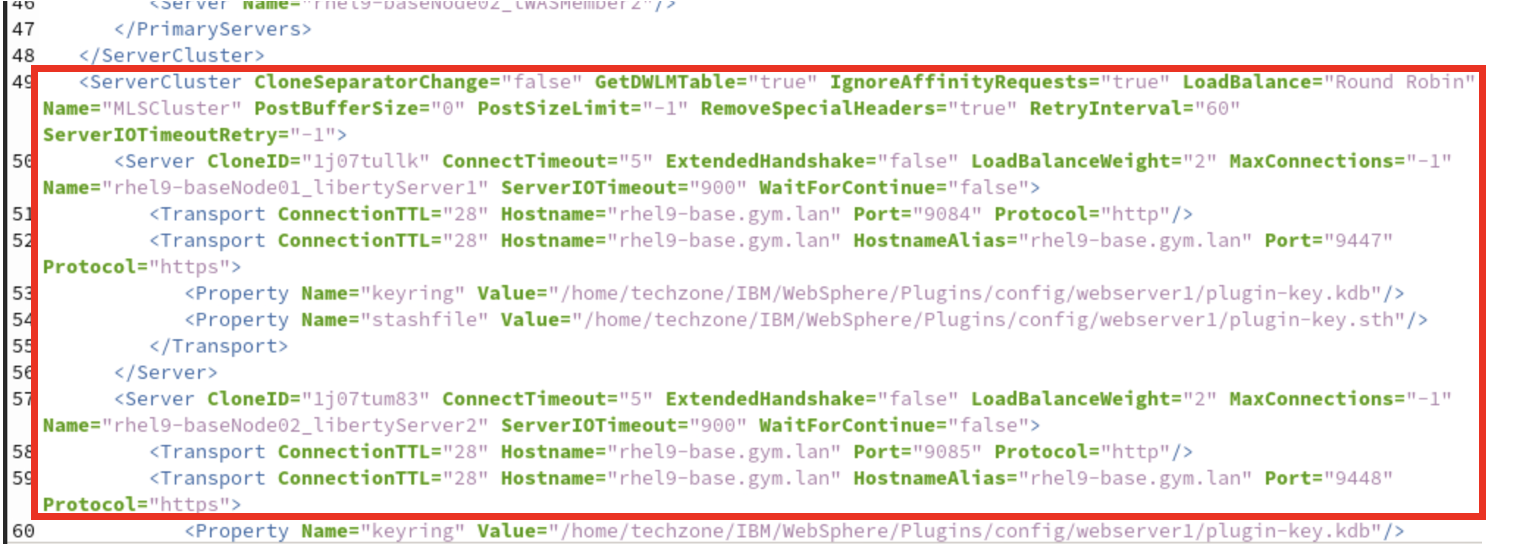 46         <Server Name="rhel9-baseNode02_tWASMember2"/>
47      </PrimaryServers>
48   </ServerCluster>
49   <ServerCluster CloneSeparatorChange="false" GetDWLMTable="true" IgnoreAffinityRequests="true" LoadBalance="Round Robin"
Name="MLSCluster" PostBufferSize="0" PostSizeLimit="-1" RemoveSpecialHeaders="true" RetryInterval="60"
ServerIOTimeoutRetry="-1">
50      <Server CloneID="1j07tullk" ConnectTimeout="5" ExtendedHandshake="false" LoadBalanceWeight="2" MaxConnections="-1"
Name="rhel9-baseNode01_libertyServer1" ServerIOTimeout="900" WaitForContinue="false">
51         <Transport ConnectionTTL="28" Hostname="rhel9-base.gym.lan" Port="9084" Protocol="http"/>
52         <Transport ConnectionTTL="28" Hostname="rhel9-base.gym.lan" HostnameAlias="rhel9-base.gym.lan" Port="9447"
Protocol="https">
53            <Property Name="keyring" Value="/home/techzone/IBM/WebSphere/Plugins/config/webserver1/plugin-key.kdb"/>
54            <Property Name="stashfile" Value="/home/techzone/IBM/WebSphere/Plugins/config/webserver1/plugin-key.sth"/>
55         </Transport>
56      </Server>
57      <Server CloneID="1j07tum83" ConnectTimeout="5" ExtendedHandshake="false" LoadBalanceWeight="2" MaxConnections="-1"
Name="rhel9-baseNode02_libertyServer2" ServerIOTimeout="900" WaitForContinue="false">
58         <Transport ConnectionTTL="28" Hostname="rhel9-base.gym.lan" Port="9085" Protocol="http"/>
59         <Transport ConnectionTTL="28" Hostname="rhel9-base.gym.lan" HostnameAlias="rhel9-base.gym.lan" Port="9448"
Protocol="https">
60            <Property Name="keyring" Value="/home/techzone/IBM/WebSphere/Plugins/config/webserver1/plugin-key.kdb"/>